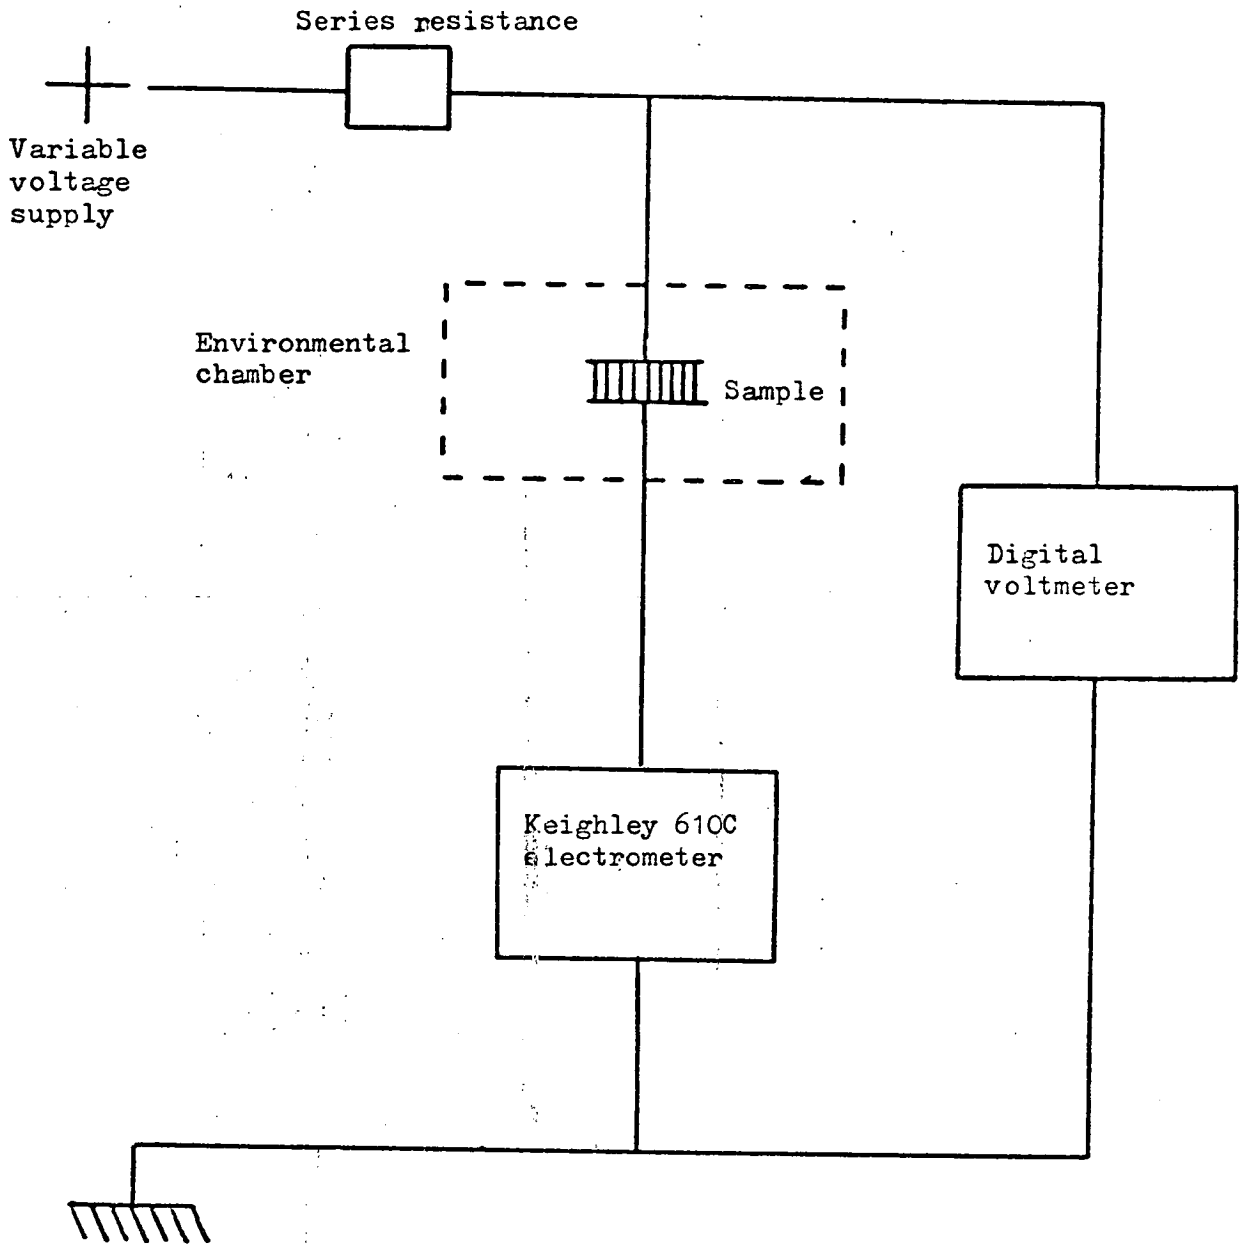 Series resistance
Variable
voltage
supply
Environmental
chamber
Sample
Digital
voltmeter
Keighley 610C
electrometer